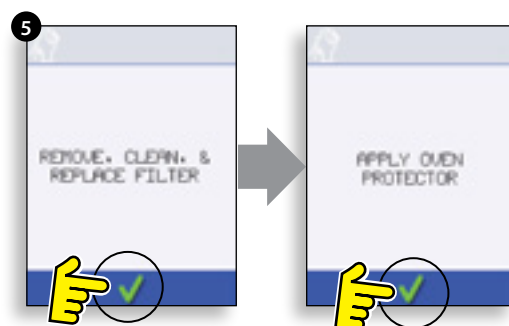 5
REMOVE, CLEAN, &
REPLACE FILTER
APPLY OVEN
PROTECTOR